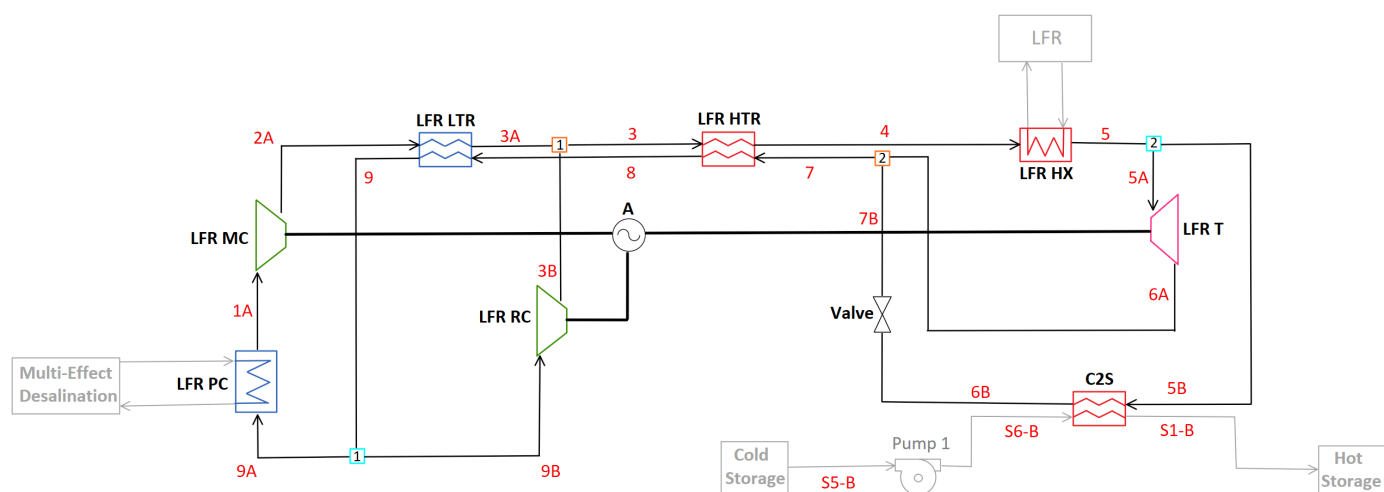 LFR
LFR LTR
LFR HTR
2A
3A
1
3
4
5
2
LFR HX
9
8
7
2
5A
A
7B
LFR MC
LFR T
3B
6A
1A
LFR RC
Valve
Multi-Effect
Desalination
LFR PC
C2S
6B
5B
S6-B
S1-B
Pump 1
9A
1
9B
Cold
Storage
S5-B
Hot
Storage